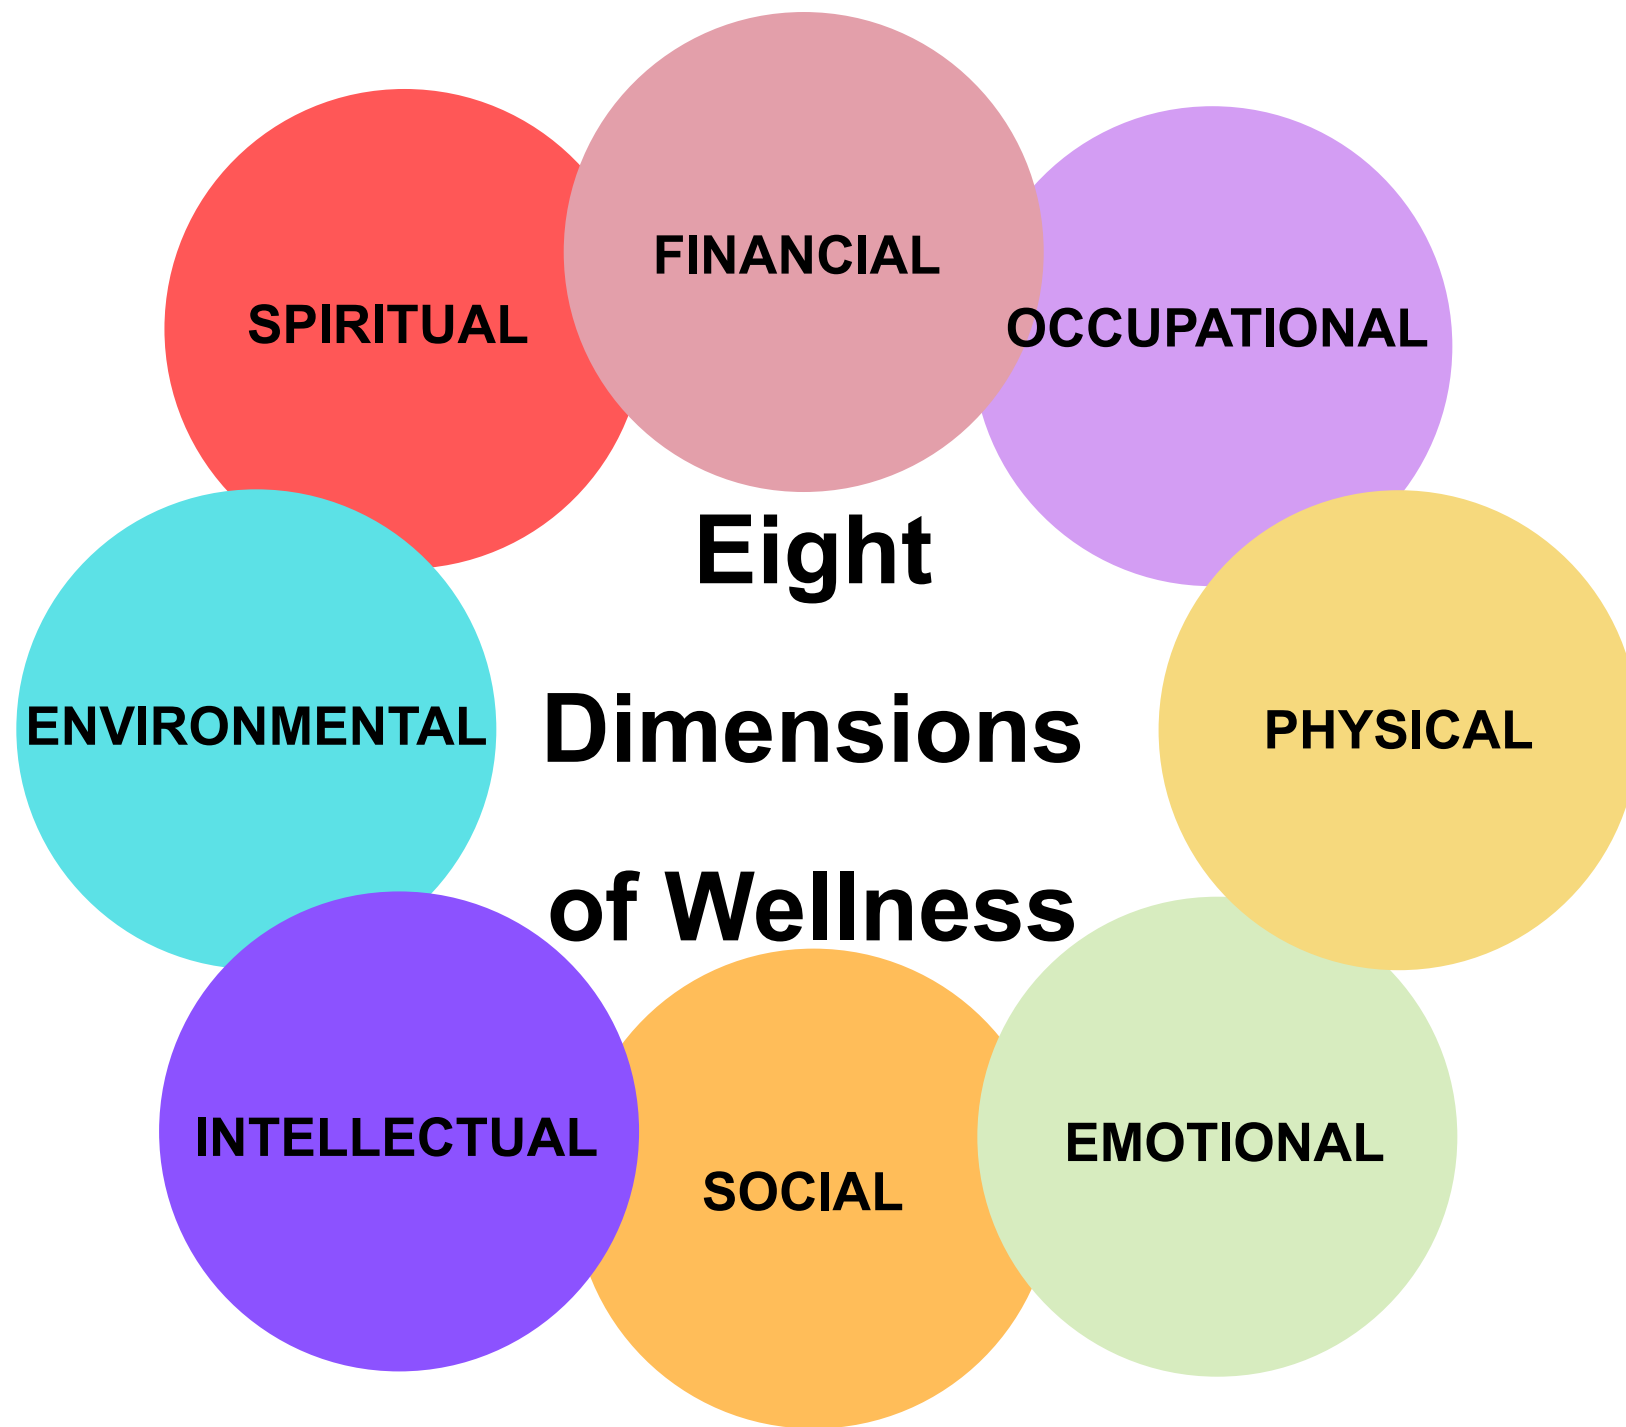 FINANCIAL
SPIRITUAL
OCCUPATIONAL
Eight
Dimensions
of Wellness
ENVIRONMENTAL
PHYSICAL
INTELLECTUAL
EMOTIONAL
SOCIAL